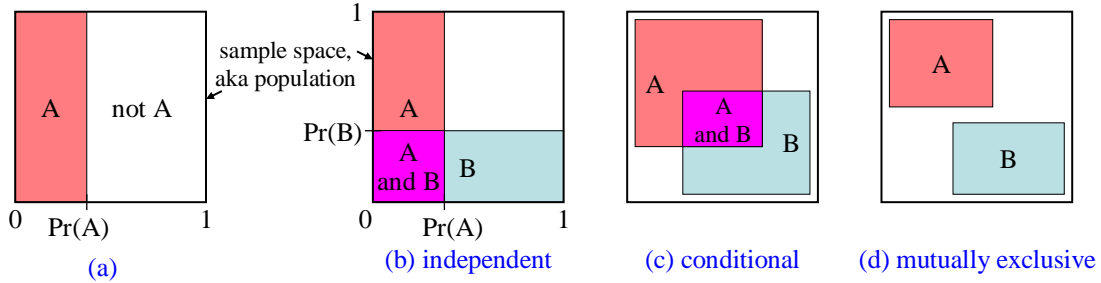 A
not A
0
Pr(A)
1
(a)
sample space,
aka population
1
A
Pr(B)
A
and B
B
0
Pr(A)
1
(b) independent
A
A
and B
B
(c) conditional
A
B
(d) mutually exclusive